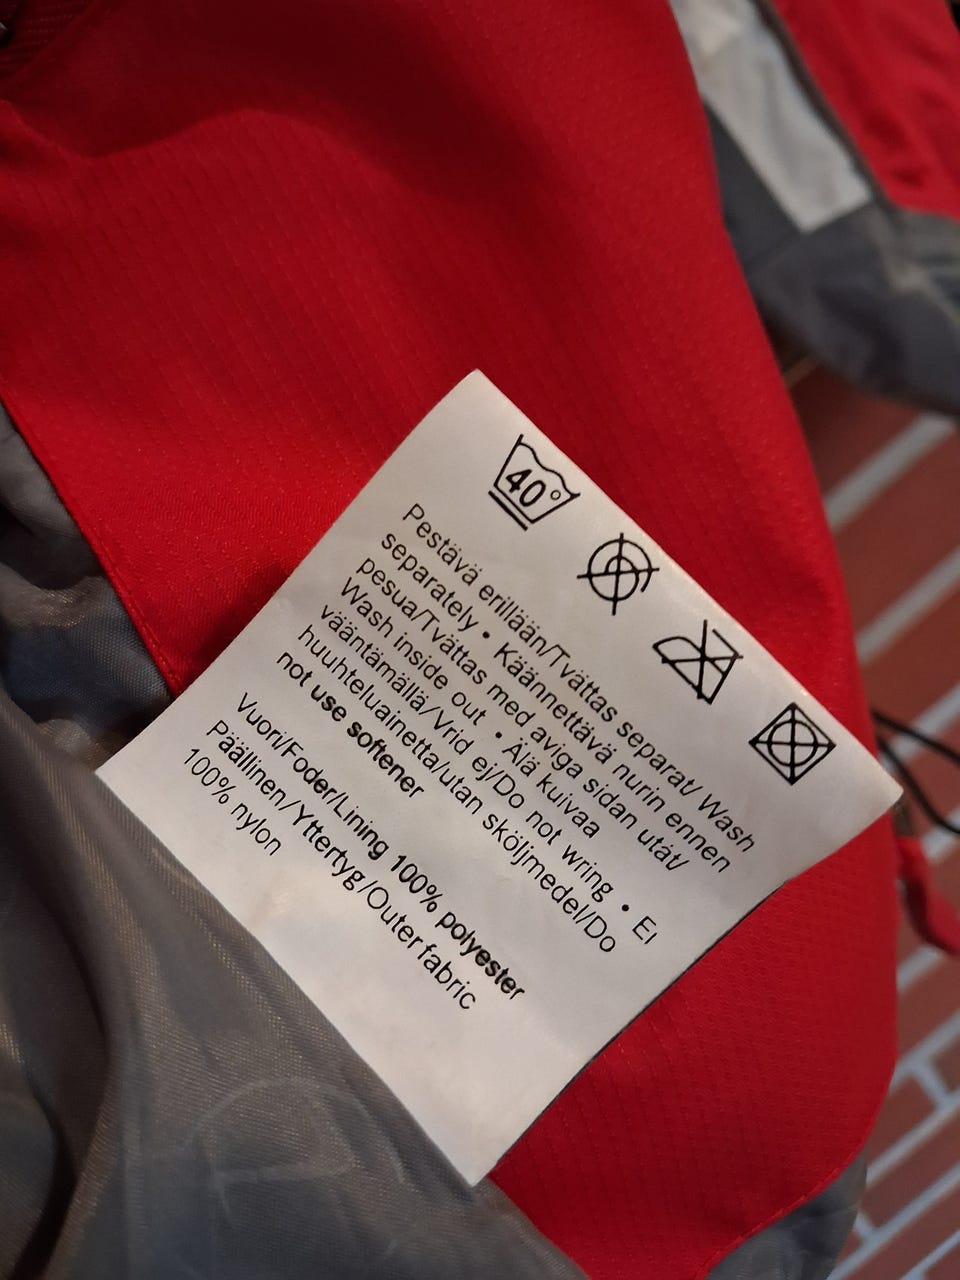 40°
Pestävä erillään/Tvättas separat/ Wash
separately • Käännettävä nurin ennen
pesua/Tvättas med aviga sidan utåt/
Wash inside out • Älä kuivaa
vääntämällä/Vrid ej/Do not wring • Ei
huuhteluainetta/utan sköljmedel/Do
not use softener
Vuori/Foder/Lining 100% polyester
Päällinen/Yttertyg/Outer fabric
100% nylon